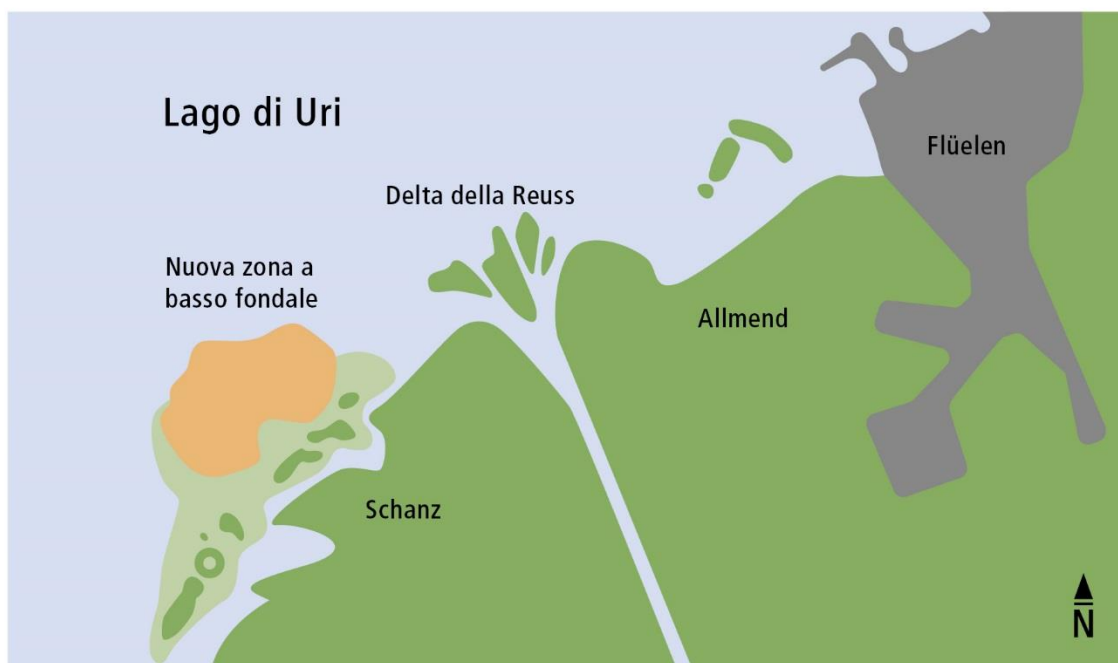 Lago di Uri
Flüelen
Delta della Reuss
Nuova zona a
basso fondale
Allmend
Schanz
N